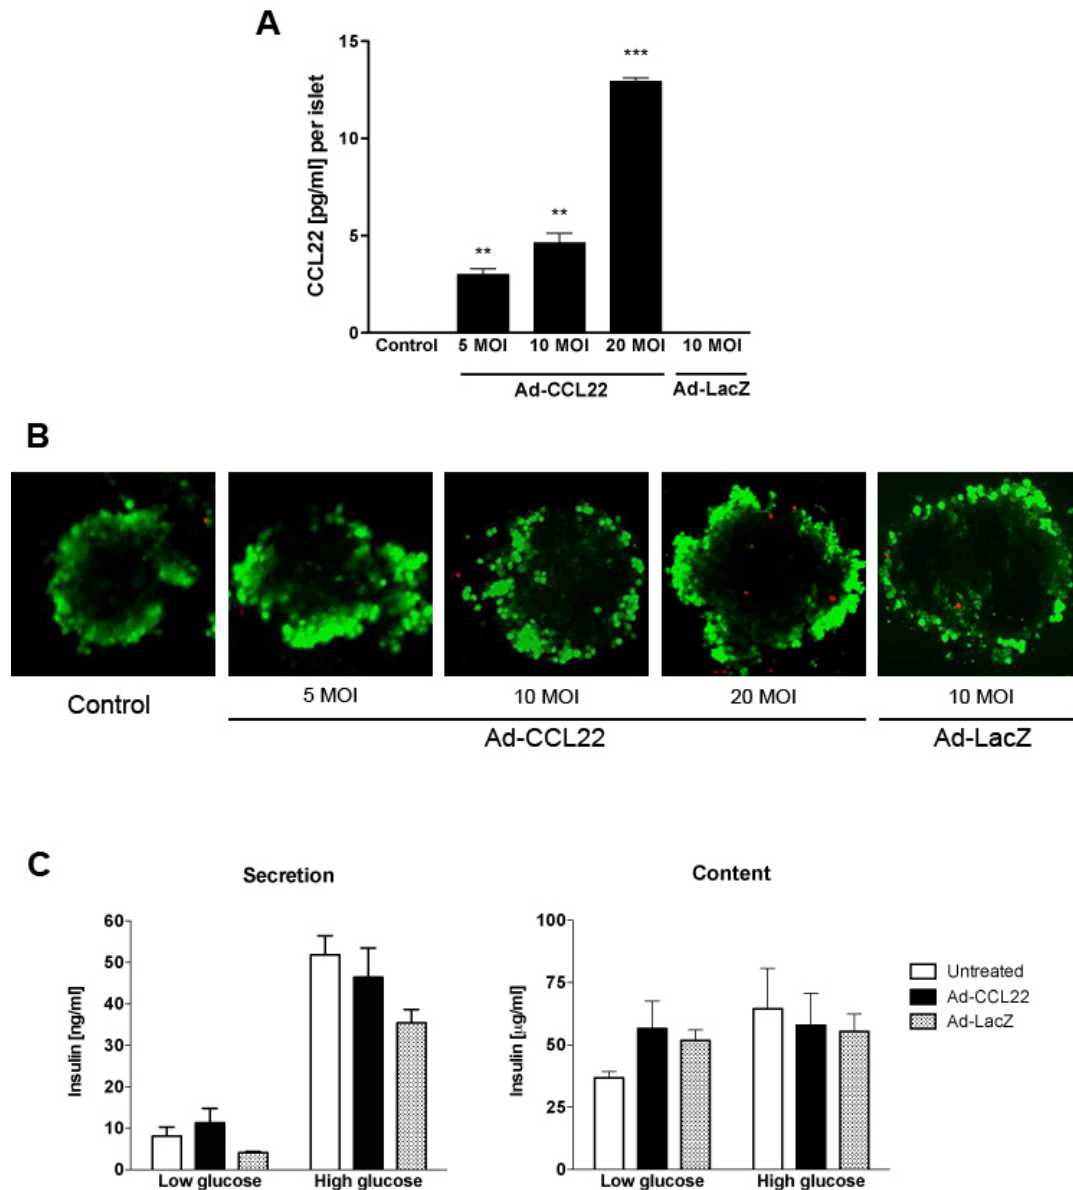 A
15
10
5
0
CCL22 [pg/ml] per islet
**
**
***
Control 5 MOI 10 MOI 20 MOI 10 MOI
Ad-CCL22 Ad-LacZ
B
Control 5 MOI 10 MOI 20 MOI 10 MOI
Ad-CCL22 Ad-LacZ
C
Secretion
60
50
40
30
20
10
0
Insulin [ng/ml]
Low glucose High glucose
Content
100
75
50
25
0
Insulin [µg/ml]
Low glucose High glucose
Untreated
Ad-CCL22
Ad-LacZ